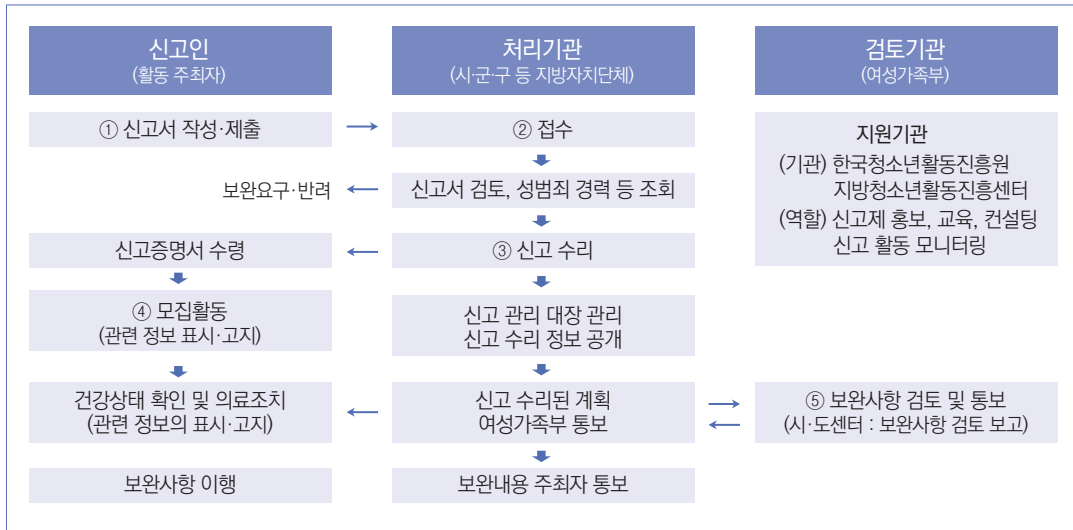 신고인
(활동 주최자)
처리기관
(시·군·구 등 지방자치단체)
검토기관
(여성가족부)
① 신고서 작성·제출
② 접수
지원기관
(기관) 한국청소년활동진흥원
지방청소년활동진흥센터
(역할) 신고제 홍보, 교육, 컨설팅
신고 활동 모니터링
보완요구·반려
신고서 검토, 성범죄 경력 등 조회
신고증명서 수령
③ 신고 수리
④ 모집활동
(관련 정보 표시·고지)
신고 관리 대장 관리
신고 수리 정보 공개
건강상태 확인 및 의료조치
(관련 정보의 표시·고지)
신고 수리된 계획
여성가족부 통보
⑤ 보완사항 검토 및 통보
(시·도센터 : 보완사항 검토 보고)
보완사항 이행
보완내용 주최자 통보